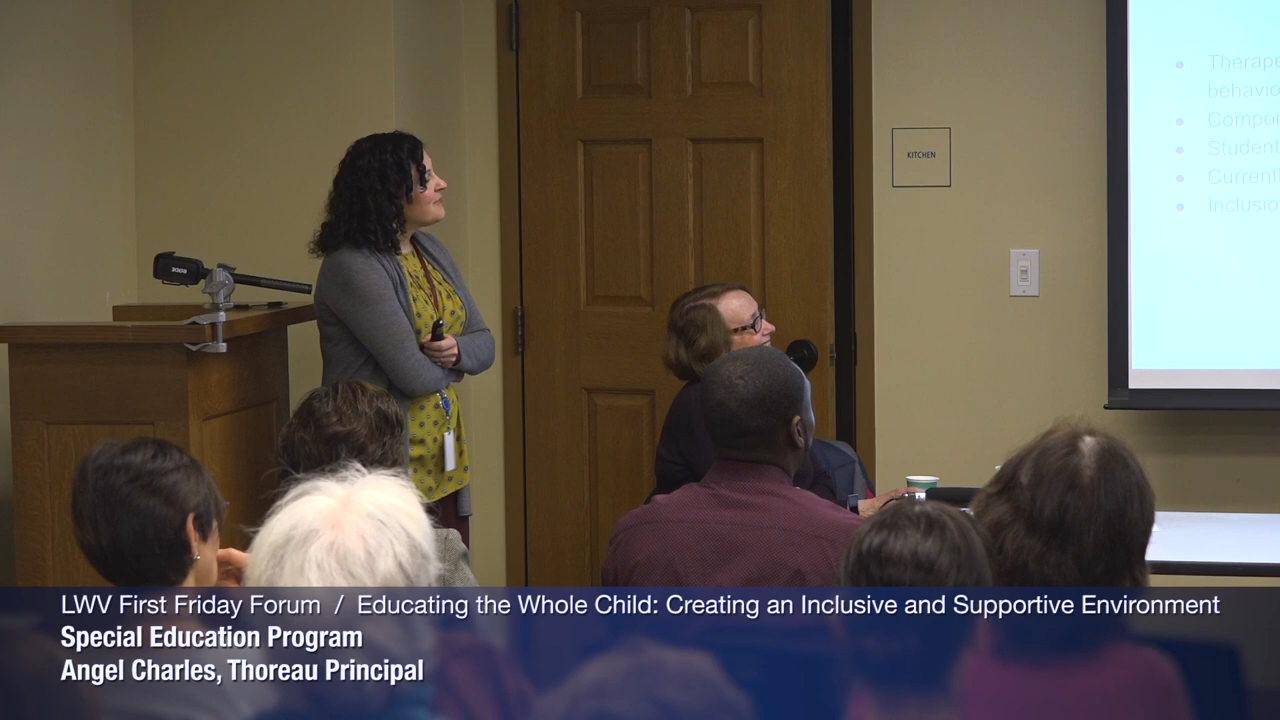 KITCHEN
Student
LWV First Friday Forum / Educating the Whole Child: Creating an Inclusive and Supportive Environment
Special Education Program
Angel Charles, Thoreau Principal